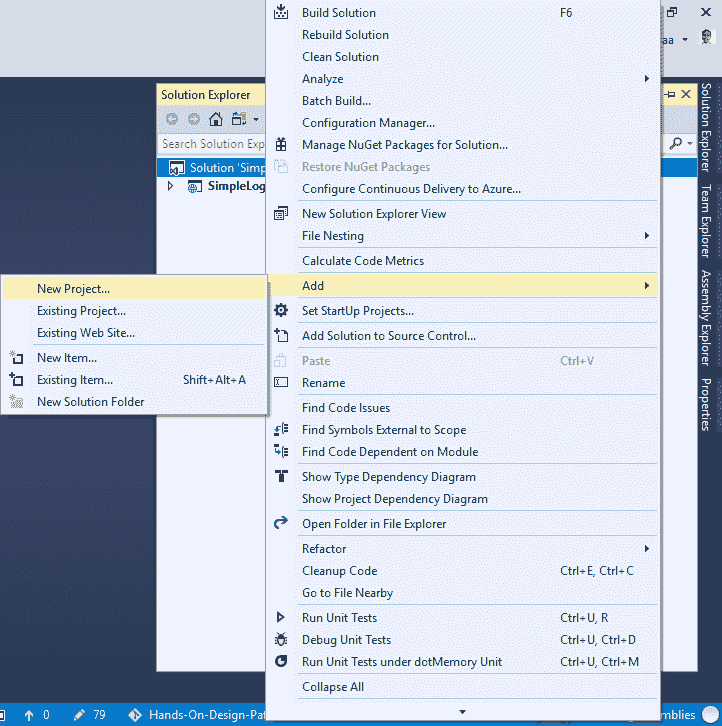 Build Solution F6
Rebuild Solution
Clean Solution
Analyze
Batch Build...
Configuration Manager...
Manage NuGet Packages for Solution...
Restore NuGet Packages
Configure Continuous Delivery to Azure...
New Solution Explorer View
File Nesting
Calculate Code Metrics
Add
Set StartUp Projects...
Add Solution to Source Control...
Paste Ctrl+V
Rename
Find Code Issues
Find Symbols External to Scope
Find Code Dependent on Module
Show Type Dependency Diagram
Show Project Dependency Diagram
Open Folder in File Explorer
Refactor
Cleanup Code Ctrl+E, Ctrl+C
Go to File Nearby
Run Unit Tests Ctrl+U, R
Debug Unit Tests Ctrl+U, Ctrl+D
Run Unit Tests under dotMemory Unit Ctrl+U, Ctrl+M
Collapse All
New Project...
Existing Project...
Existing Web Site...
New Item...
Existing Item... Shift+Alt+A
New Solution Folder
Solution Explorer
Search Solution Exp
Solution 'Simp
SimpleLog
aa
Solution Explorer
Team Explorer
Assembly Explorer
Properties
0 79 Hands-On-Design-Pat
mblies